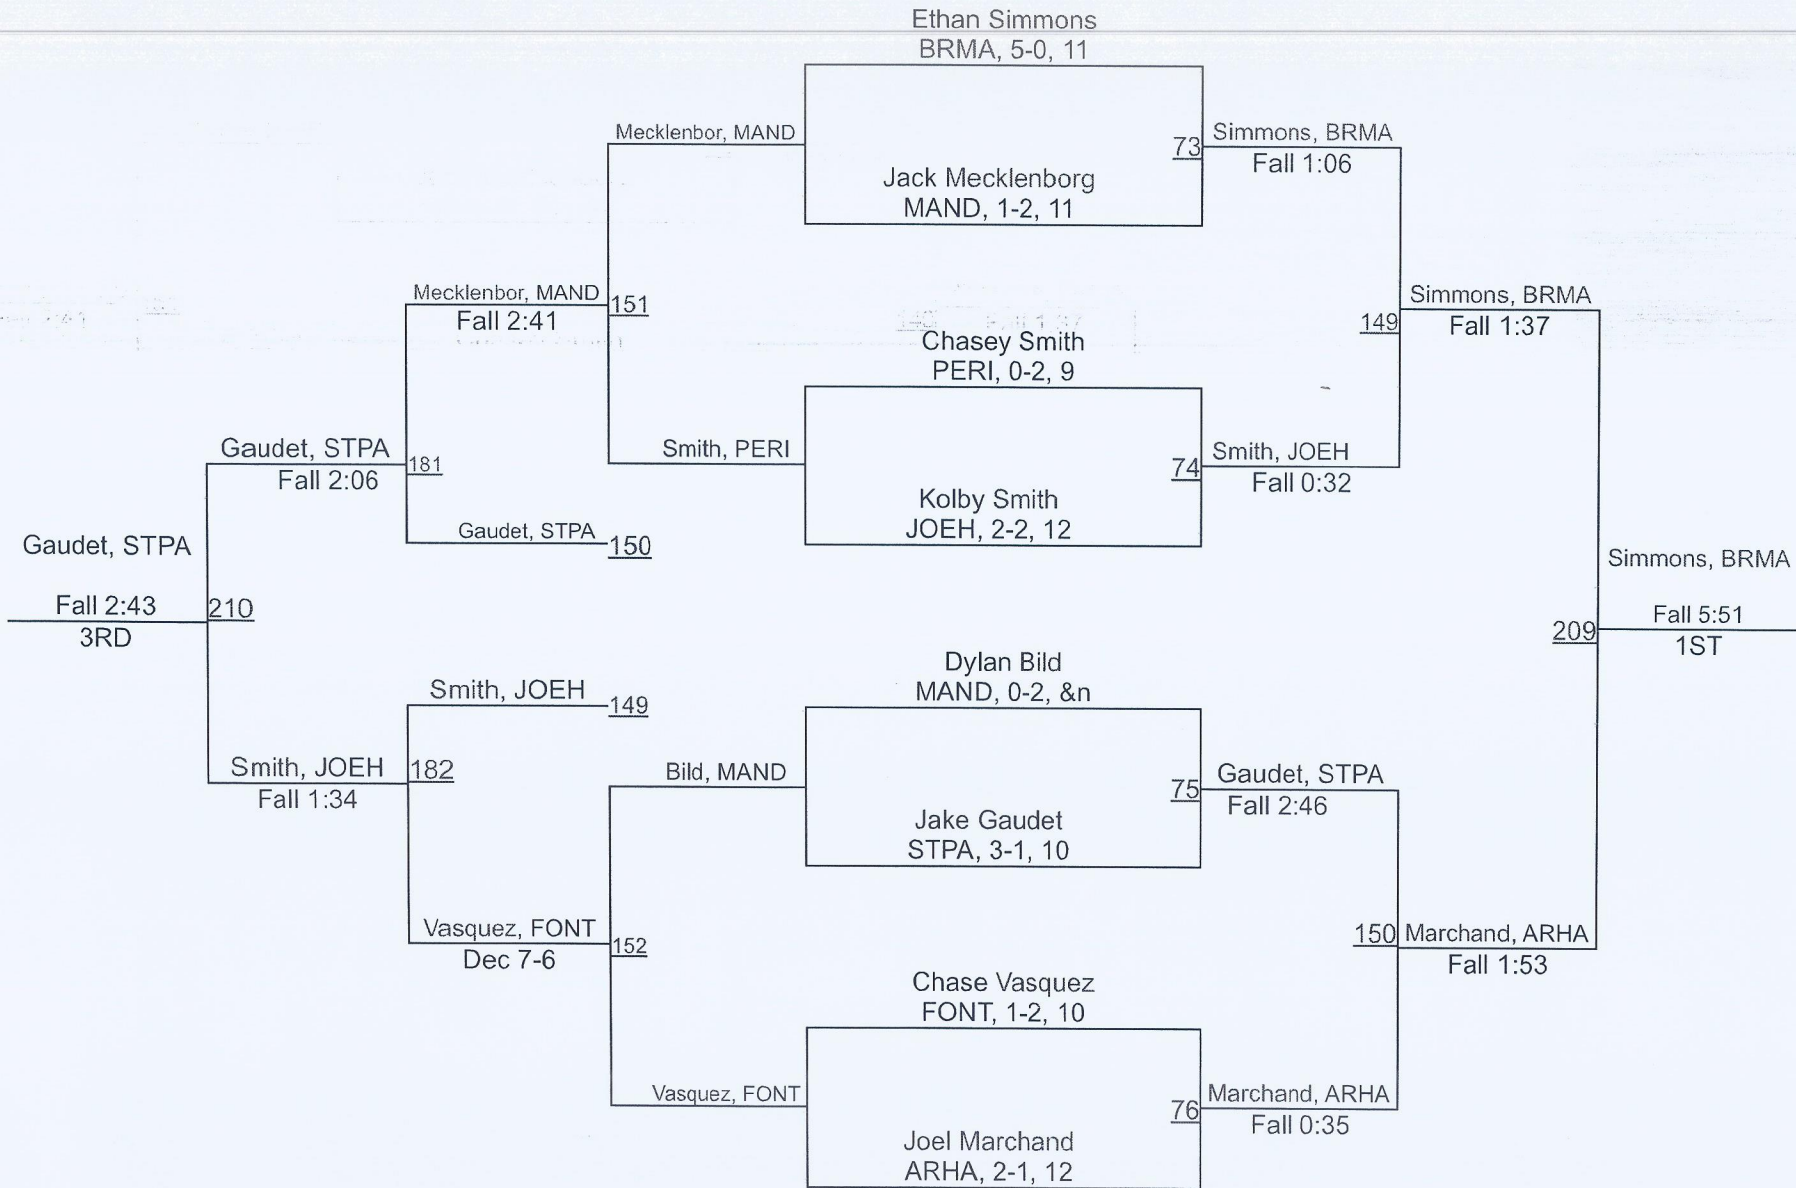 Ethan Simmons
BRMA, 5-0, 11
Mecklenbor, MAND
73
Simmons, BRMA
Fall 1:06
Jack Mecklenborg
MAND, 1-2, 11
Mecklenbor, MAND
Fall 2:41
151
Simmons, BRMA
Fall 1:37
149
Chasey Smith
PERI, 0-2, 9
Gaudet, STPA
Fall 2:06
181
Smith, PERI
74
Smith, JOEH
Fall 0:32
Kolby Smith
JOEH, 2-2, 12
Gaudet, STPA
150
Gaudet, STPA
Fall 2:43
3RD
210
Simmons, BRMA
Fall 5:51
1ST
209
Dylan Bild
MAND, 0-2, &n
Smith, JOEH
149
Smith, JOEH
Fall 1:34
182
Bild, MAND
75
Gaudet, STPA
Fall 2:46
Jake Gaudet
STPA, 3-1, 10
Vasquez, FONT
Dec 7-6
152
150
Marchand, ARHA
Fall 1:53
Chase Vasquez
FONT, 1-2, 10
Vasquez, FONT
76
Marchand, ARHA
Fall 0:35
Joel Marchand
ARHA, 2-1, 12